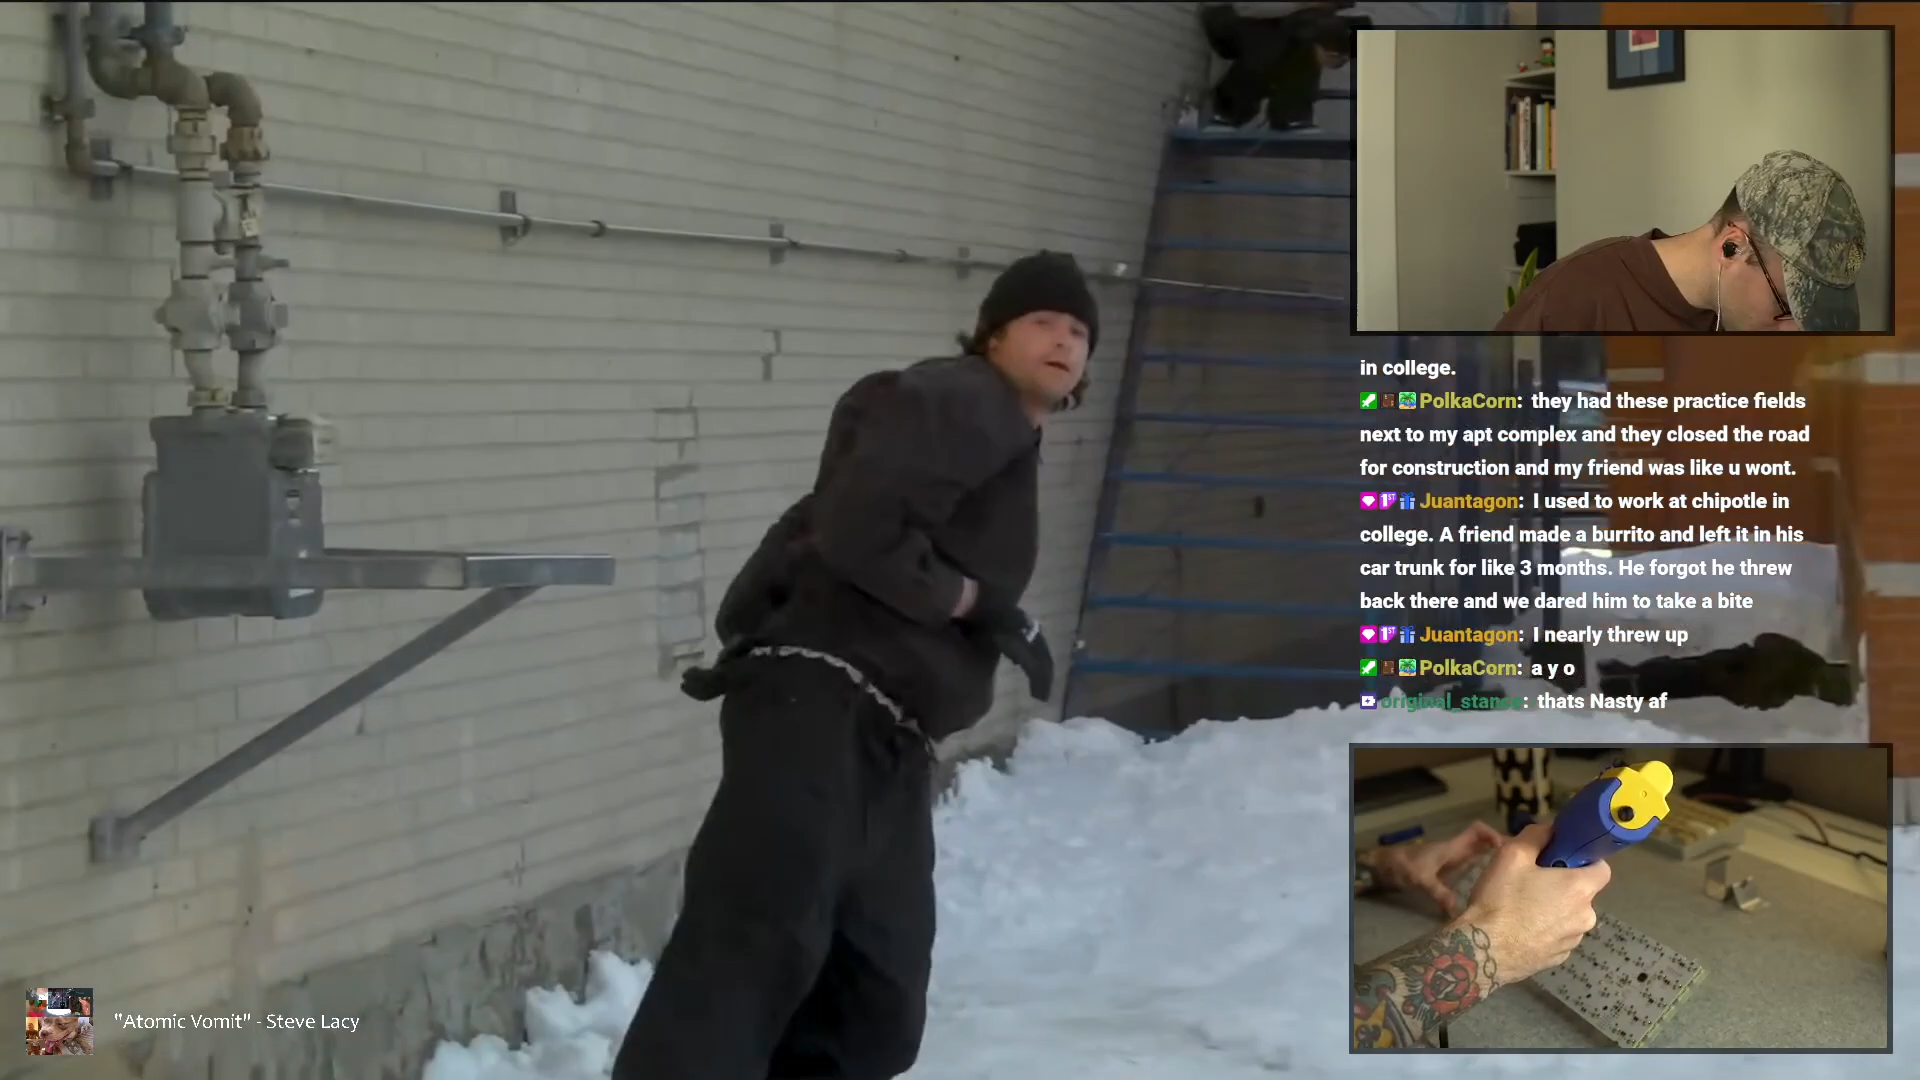 in college.
PolkaCorn: they had these practice fields
next to my apt complex and they closed the road
for construction and my friend was like u wont.
Juantagon: I used to work at chipotle in
college. A friend made a burrito and left it in his
car trunk for like 3 months. He forgot he threw
back there and we dared him to take a bite
Juantagon: I nearly threw up
PolkaCorn: a y o
original_stance: thats Nasty af
"Atomic Vomit" - Steve Lacy